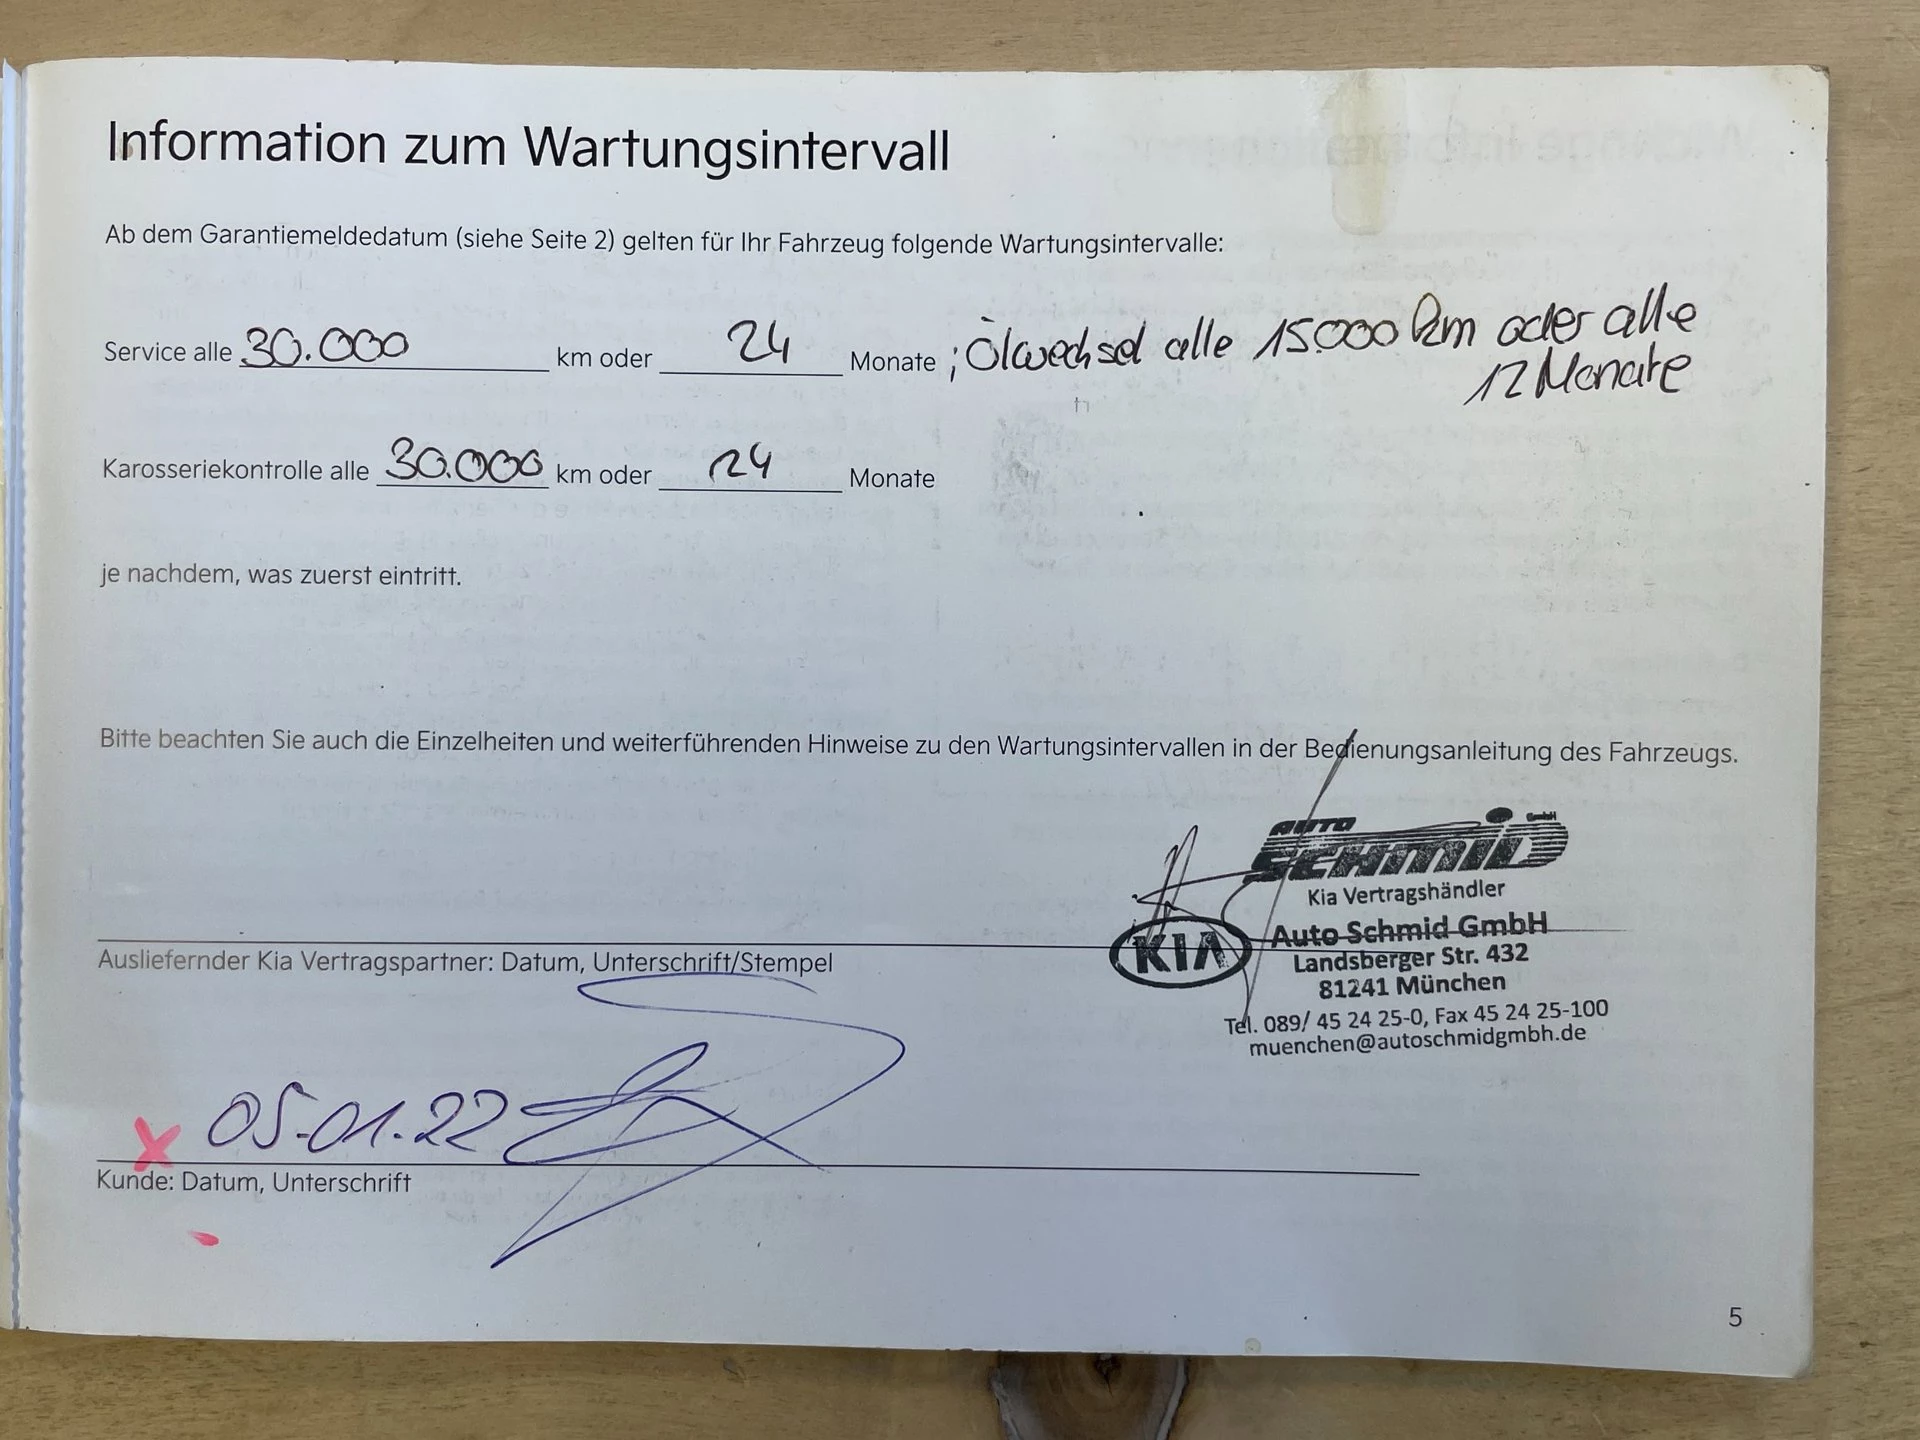 Information zum Wartungsintervall
Ab dem Garantiemeldedatum (siehe Seite 2) gelten für Ihr Fahrzeug folgende Wartungsintervalle:
Service alle 30.000 km oder 24 Monate ; Ölwechsel alle 15.000 km oder alle
12 Monate
Karosseriekontrolle alle 30.000 km oder 24 Monate
je nachdem, was zuerst eintritt.
Bitte beachten Sie auch die Einzelheiten und weiterführenden Hinweise zu den Wartungsintervallen in der Bedienungsanleitung des Fahrzeugs.
AUTO SCHMID GmbH
Kia Vertragshändler
KIA
Auto Schmid GmbH
Landsberger Str. 432
81241 München
Tel. 089/ 45 24 25-0, Fax 45 24 25-100
muenchen@autoschmidgmbh.de
Ausliefernder Kia Vertragspartner: Datum, Unterschrift/Stempel
x 05.01.22
Kunde: Datum, Unterschrift
5